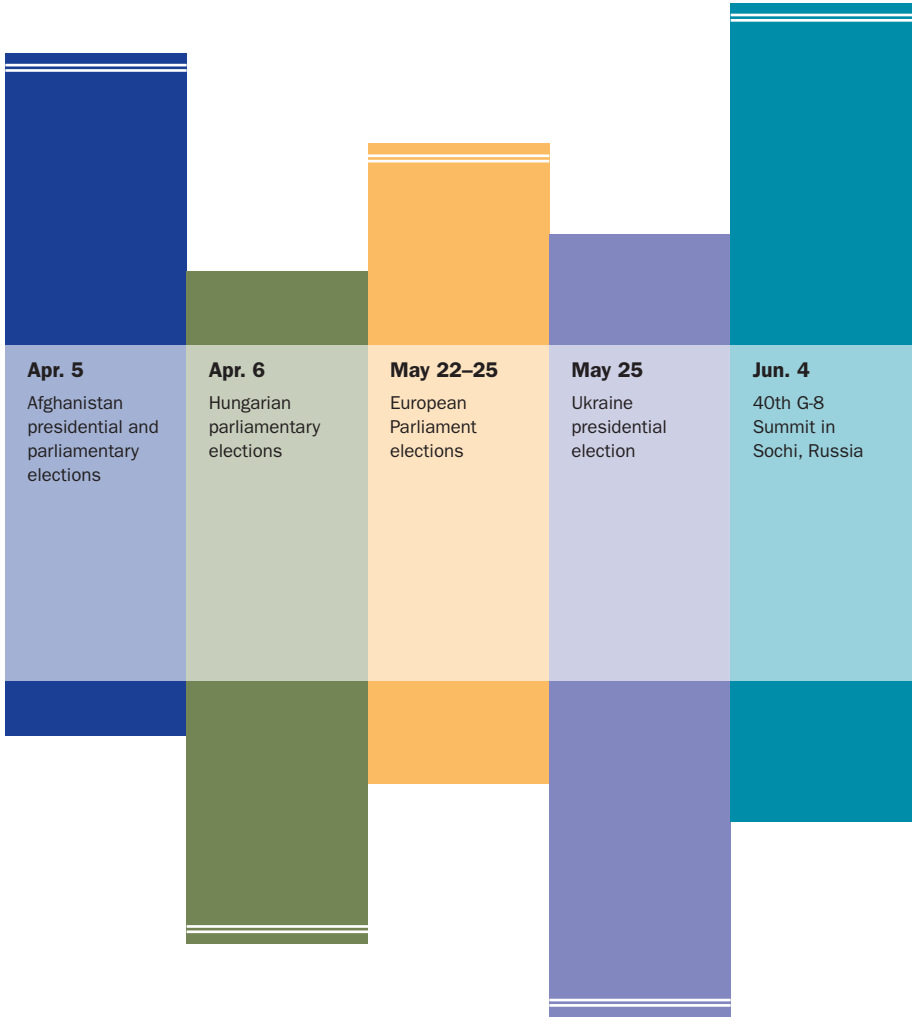 Apr. 5
Afghanistan
presidential and
parliamentary
elections
Apr. 6
Hungarian
parliamentary
elections
May 22–25
European
Parliament
elections
May 25
Ukraine
presidential
election
Jun. 4
40th G-8
Summit in
Sochi, Russia